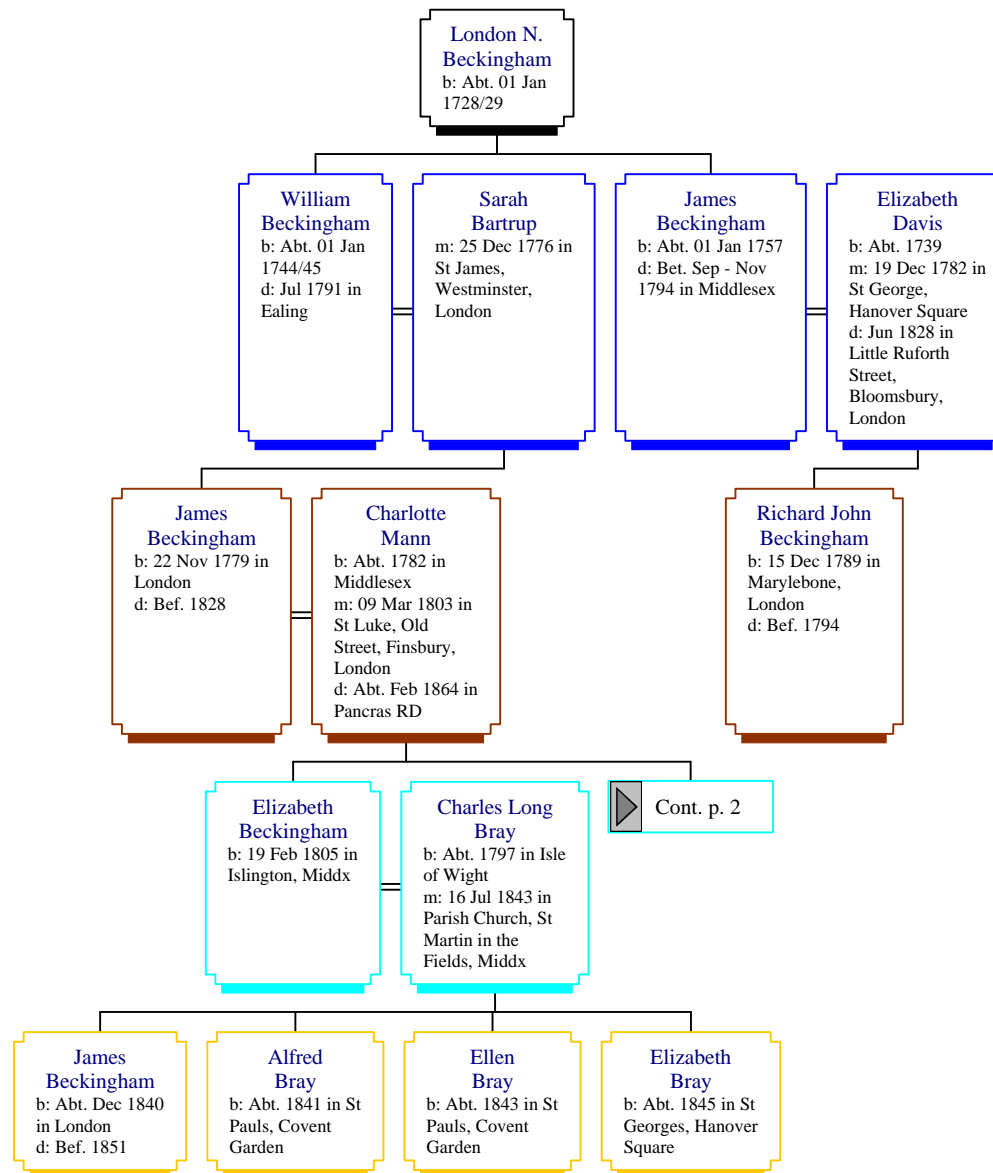 London N.
Beckingham
b: Abt. 01 Jan
1728/29
William
Beckingham
b: Abt. 01 Jan
1744/45
d: Jul 1791 in
Ealing
Sarah
Bartrup
m: 25 Dec 1776 in
St James,
Westminster,
London
James
Beckingham
b: Abt. 01 Jan 1757
d: Bet. Sep - Nov
1794 in Middlesex
Elizabeth
Davis
b: Abt. 1739
m: 19 Dec 1782 in
St George,
Hanover Square
d: Jun 1828 in
Little Ruforth
Street,
Bloomsbury,
London
James
Beckingham
b: 22 Nov 1779 in
London
d: Bef. 1828
Charlotte
Mann
b: Abt. 1782 in
Middlesex
m: 09 Mar 1803 in
St Luke, Old
Street, Finsbury,
London
d: Abt. Feb 1864 in
Pancras RD
Richard John
Beckingham
b: 15 Dec 1789 in
Marylebone,
London
d: Bef. 1794
Elizabeth
Beckingham
b: 19 Feb 1805 in
Islington, Middx
Charles Long
Bray
b: Abt. 1797 in Isle
of Wight
m: 16 Jul 1843 in
Parish Church, St
Martin in the
Fields, Middx
Cont. p. 2
James
Beckingham
b: Abt. Dec 1840
in London
d: Bef. 1851
Alfred
Bray
b: Abt. 1841 in St
Pauls, Covent
Garden
Ellen
Bray
b: Abt. 1843 in St
Pauls, Covent
Garden
Elizabeth
Bray
b: Abt. 1845 in St
Georges, Hanover
Square